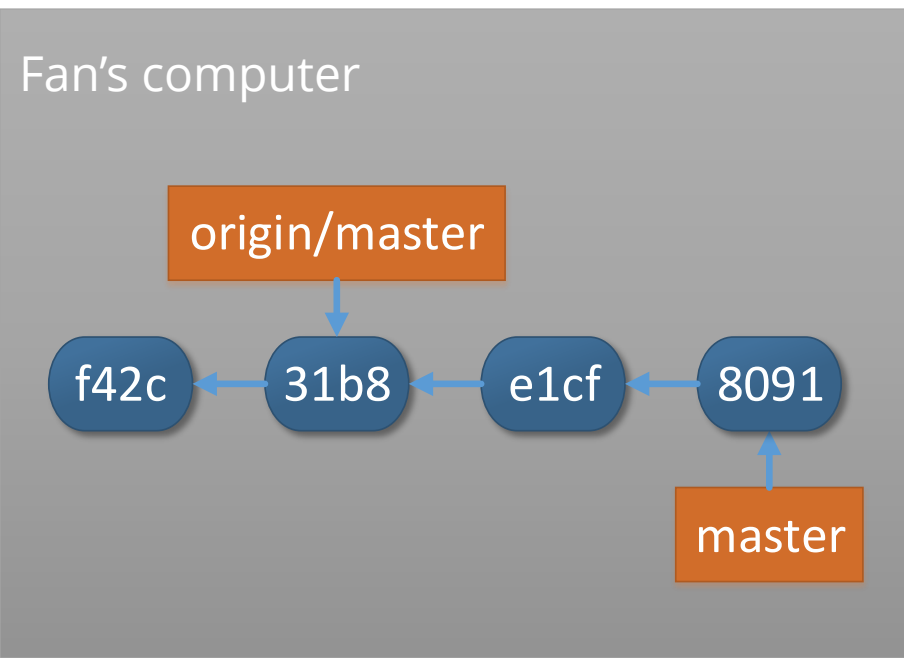 Fan’s computer
origin/master
f42c
31b8
e1cf
8091
master